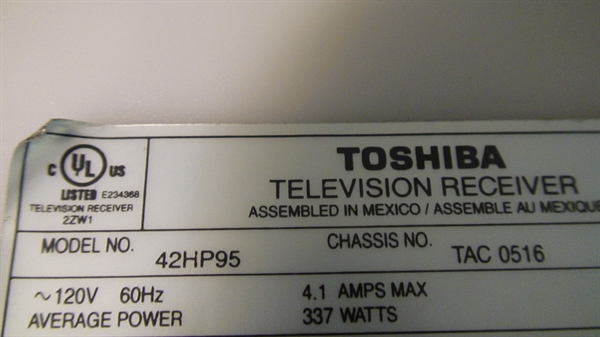 C UL US
LISTED E234368
TELEVISION RECEIVER
2ZW1
TOSHIBA
TELEVISION RECEIVER
ASSEMBLED IN MEXICO / ASSEMBLE AU MEXIQUE
MODEL NO. 42HP95
CHASSIS NO. TAC 0516
~120V 60Hz 4.1 AMPS MAX
AVERAGE POWER 337 WATTS